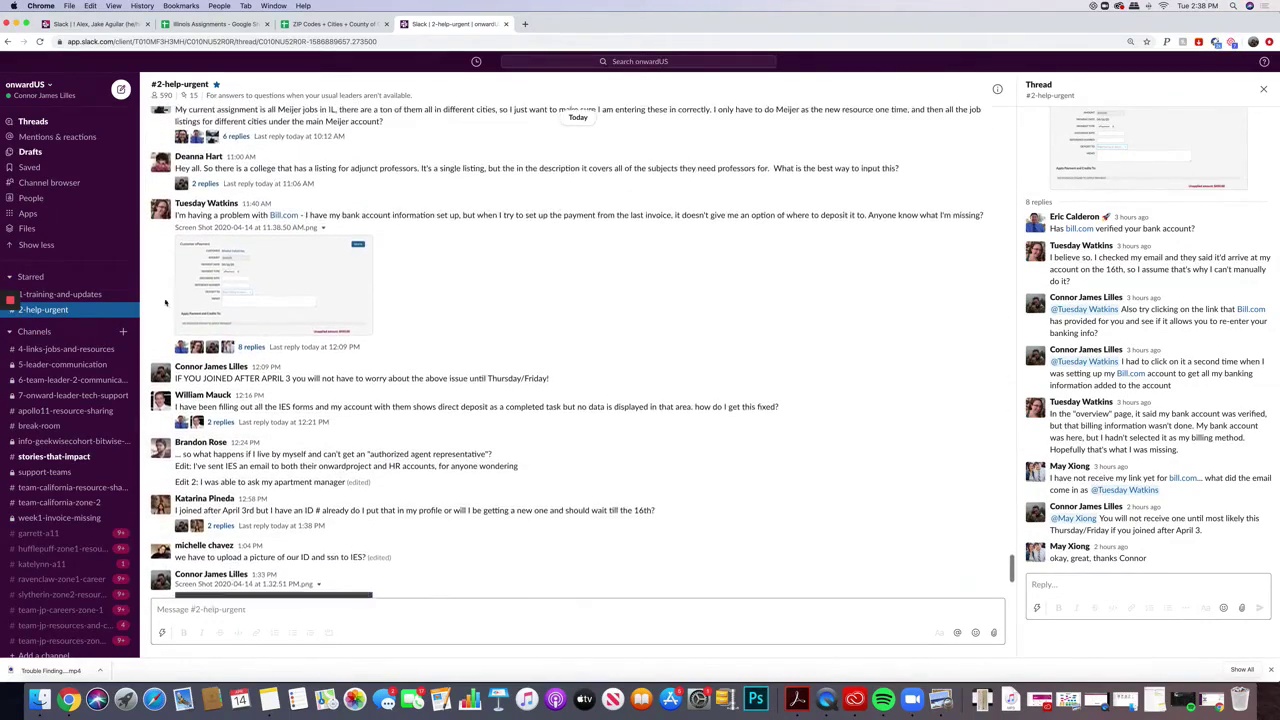 Chrome File Edit View History Bookmarks People Tab Window Help
Tue 2:38 PM
Slack | ! Alex, Jake Aguilar (he/h
Illinois Assignments - Google S
ZIP Codes + Cities + County of
Slack | 2-help-urgent | onwardU
app.slack.com/client/T010MF3H3MH/C010NU52R0R/thread/C010NU52R0R-1586889657.273500
Search onwardUS
onwardUS
Connor James Lilles
Threads
Mentions & reactions
Drafts
Saved
Channel browser
People
Apps
Files
Show less
Starred
1-training-and-updates
2-help-urgent
Channels
# 4-links-jobs-and-resources
5-leader-communication
6-team-leader-2-communica...
7-onward-leader-tech-support
# apollo11-resource-sharing
# break-room
info-geekwisecohort-bitwise-...
# stories-that-impact
support-teams
# team-california-resource-sha...
# team-california-zone-2
week1-invoice-missing
# garrett-a11 9+
# hufflepuff-zone1-resou... 9+
# katelynn-a11 1
# ravenclaw-zone1-career 9+
# slytherin-zone2-resour... 9+
# team-jp-careers-zone-1 9+
# team-jp-resources-and-c... 4
# team-jp-resources-zon... 9+
Add a channel
#2-help-urgent
590 15 For answers to questions when your usual leaders aren't available.
My current assignment is all Meijer jobs in IL, there are a ton of them all in different cities, so I just want to make sure I am entering these in correctly. I only have to do Meijer as the new resource one time, and then all the job
listings for different cities under the main Meijer account?
Today
6 replies Last reply today at 10:12 AM
Deanna Hart 11:00 AM
Hey all. So there is a college that has a listing for adjunct professors. It's a single listing, but the in the description it covers all of the subjects they need professors for. What is the best way to input this?
2 replies Last reply today at 11:06 AM
Tuesday Watkins 11:40 AM
I'm having a problem with Bill.com - I have my bank account information set up, but when I try to set up the payment from the last invoice, it doesn't give me an option of where to deposit it to. Anyone know what I'm missing?
Screen Shot 2020-04-14 at 11.38.50 AM.png
8 replies Last reply today at 12:09 PM
Connor James Lilles 12:09 PM
IF YOU JOINED AFTER APRIL 3 you will not have to worry about the above issue until Thursday/Friday!
William Mauck 12:16 PM
I have been filling out all the IES forms and my account with them shows direct deposit as a completed task but no data is displayed in that area. how do I get this fixed?
2 replies Last reply today at 12:21 PM
Brandon Rose 12:24 PM
... so what happens if I live by myself and can't get an "authorized agent representative"?
Edit: I've sent IES an email to both their onwardproject and HR accounts, for anyone wondering
Edit 2: I was able to ask my apartment manager (edited)
Katarina Pineda 12:58 PM
I joined after April 3rd but I have an ID # already do I put that in my profile or will I be getting a new one and should wait till the 16th?
2 replies Last reply today at 1:38 PM
michelle chavez 1:04 PM
we have to upload a picture of our ID and ssn to IES? (edited)
Connor James Lilles 1:33 PM
Screen Shot 2020-04-14 at 1.32.51 PM.png
Message #2-help-urgent
Thread
#2-help-urgent
8 replies
Eric Calderon 🚀 3 hours ago
Has bill.com verified your bank account?
Tuesday Watkins 3 hours ago
I believe so. I checked my email and they said it'd arrive at my
account on the 16th, so I assume that's why I can't manually
do it?
Connor James Lilles 3 hours ago
@Tuesday Watkins Also try clicking on the link that Bill.com
has provided for you and see if it allows you to re-enter your
banking info?
Connor James Lilles 3 hours ago
@Tuesday Watkins I had to click on it a second time when I
was setting up my Bill.com account to get all my banking
information added to the account
Tuesday Watkins 3 hours ago
In the "overview" page, it said my bank account was verified,
but that billing information wasn't done. My bank account
was here, but I hadn't selected it as my billing method.
Hopefully that's what I was missing.
May Xiong 3 hours ago
I have not receive my link yet for bill.com... what did the email
come in as @Tuesday Watkins
Connor James Lilles 2 hours ago
@May Xiong You will not receive one until most likely this
Thursday/Friday if you joined after April 3.
May Xiong 2 hours ago
okay, great, thanks Connor
Reply...
Trouble Finding....mp4
Show All